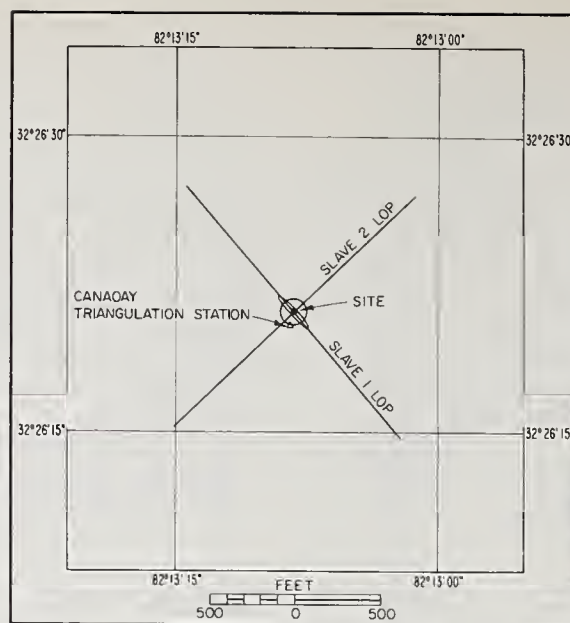 82°13'15"
82°13'00"
32°26'30"
32°26'30"
SLAVE 2 LOP
CANADAY
TRIANGULATION STATION
SITE
SLAVE 1 LOP
32°26'15"
32°26'15"
82°13'15"
82°13'00"
FEET
500 0 500